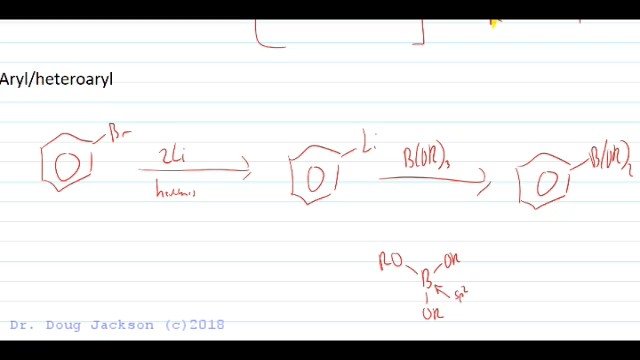 Aryl/heteroaryl
Br
2Li
Li
B(OR)3
B(OR)2
RO
OR
B
sp2
OR
Dr. Doug Jackson (c)2018